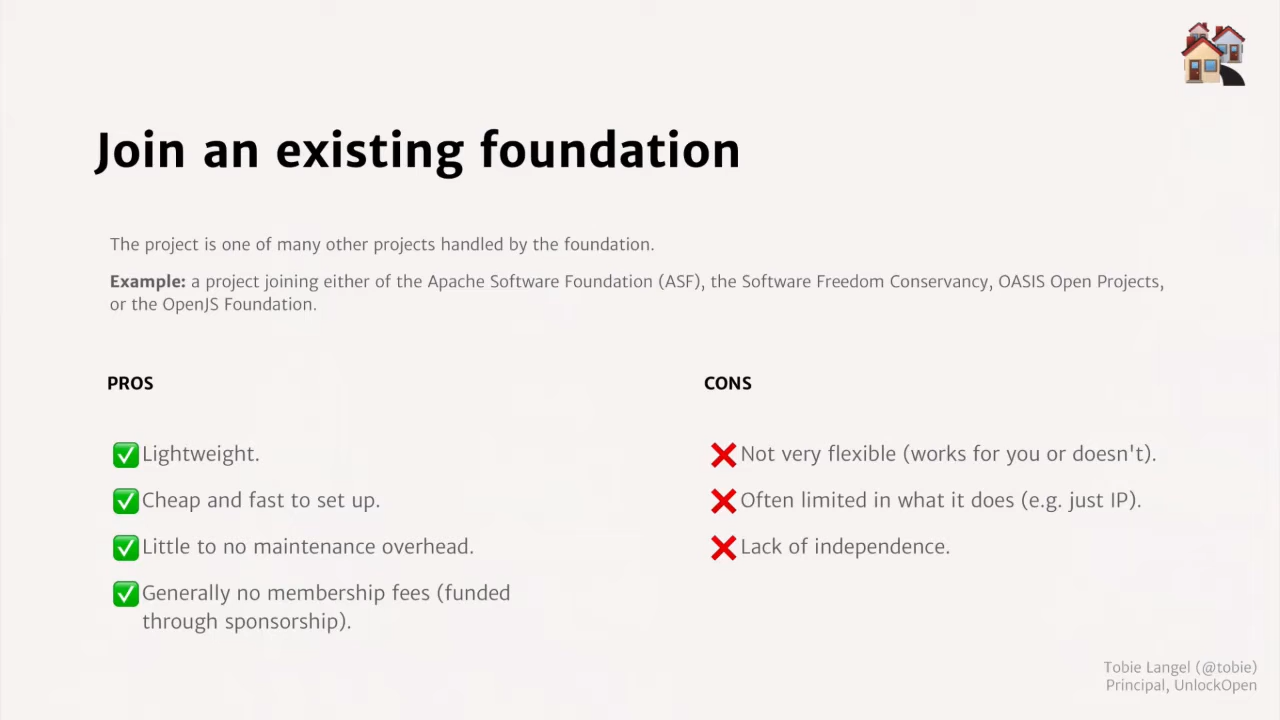 Join an existing foundation
The project is one of many other projects handled by the foundation.
Example: a project joining either of the Apache Software Foundation (ASF), the Software Freedom Conservancy, OASIS Open Projects,
or the OpenJS Foundation.
PROS
Lightweight.
Cheap and fast to set up.
Little to no maintenance overhead.
Generally no membership fees (funded
through sponsorship).
CONS
Not very flexible (works for you or doesn't).
Often limited in what it does (e.g. just IP).
Lack of independence.
Tobie Langel (@tobie)
Principal, UnlockOpen